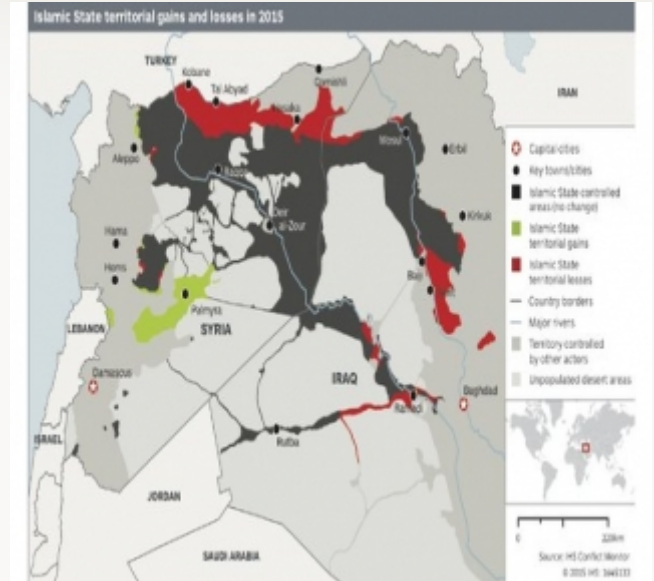 Islamic State territorial gains and losses in 2015
TURKEY
Kobane
Tal Abyad
Qamishli
IRAN
Aleppo
Raqqa
Mosul
Erbil
Deir
al-Zour
Kirkuk
Hama
Homs
Baiji
Palmyra
LEBANON
SYRIA
IRAQ
Damascus
Ramadi
Baghdad
ISRAEL
Rutba
JORDAN
SAUDI ARABIA
Capital cities
Key towns/cities
Islamic State controlled
areas (no change)
Islamic State
territorial gains
Islamic State
territorial losses
Country borders
Major rivers
Territory controlled
by other actors
Unpopulated desert areas
0
Source: IHS Conflict Monitor
© 2015 IHS: